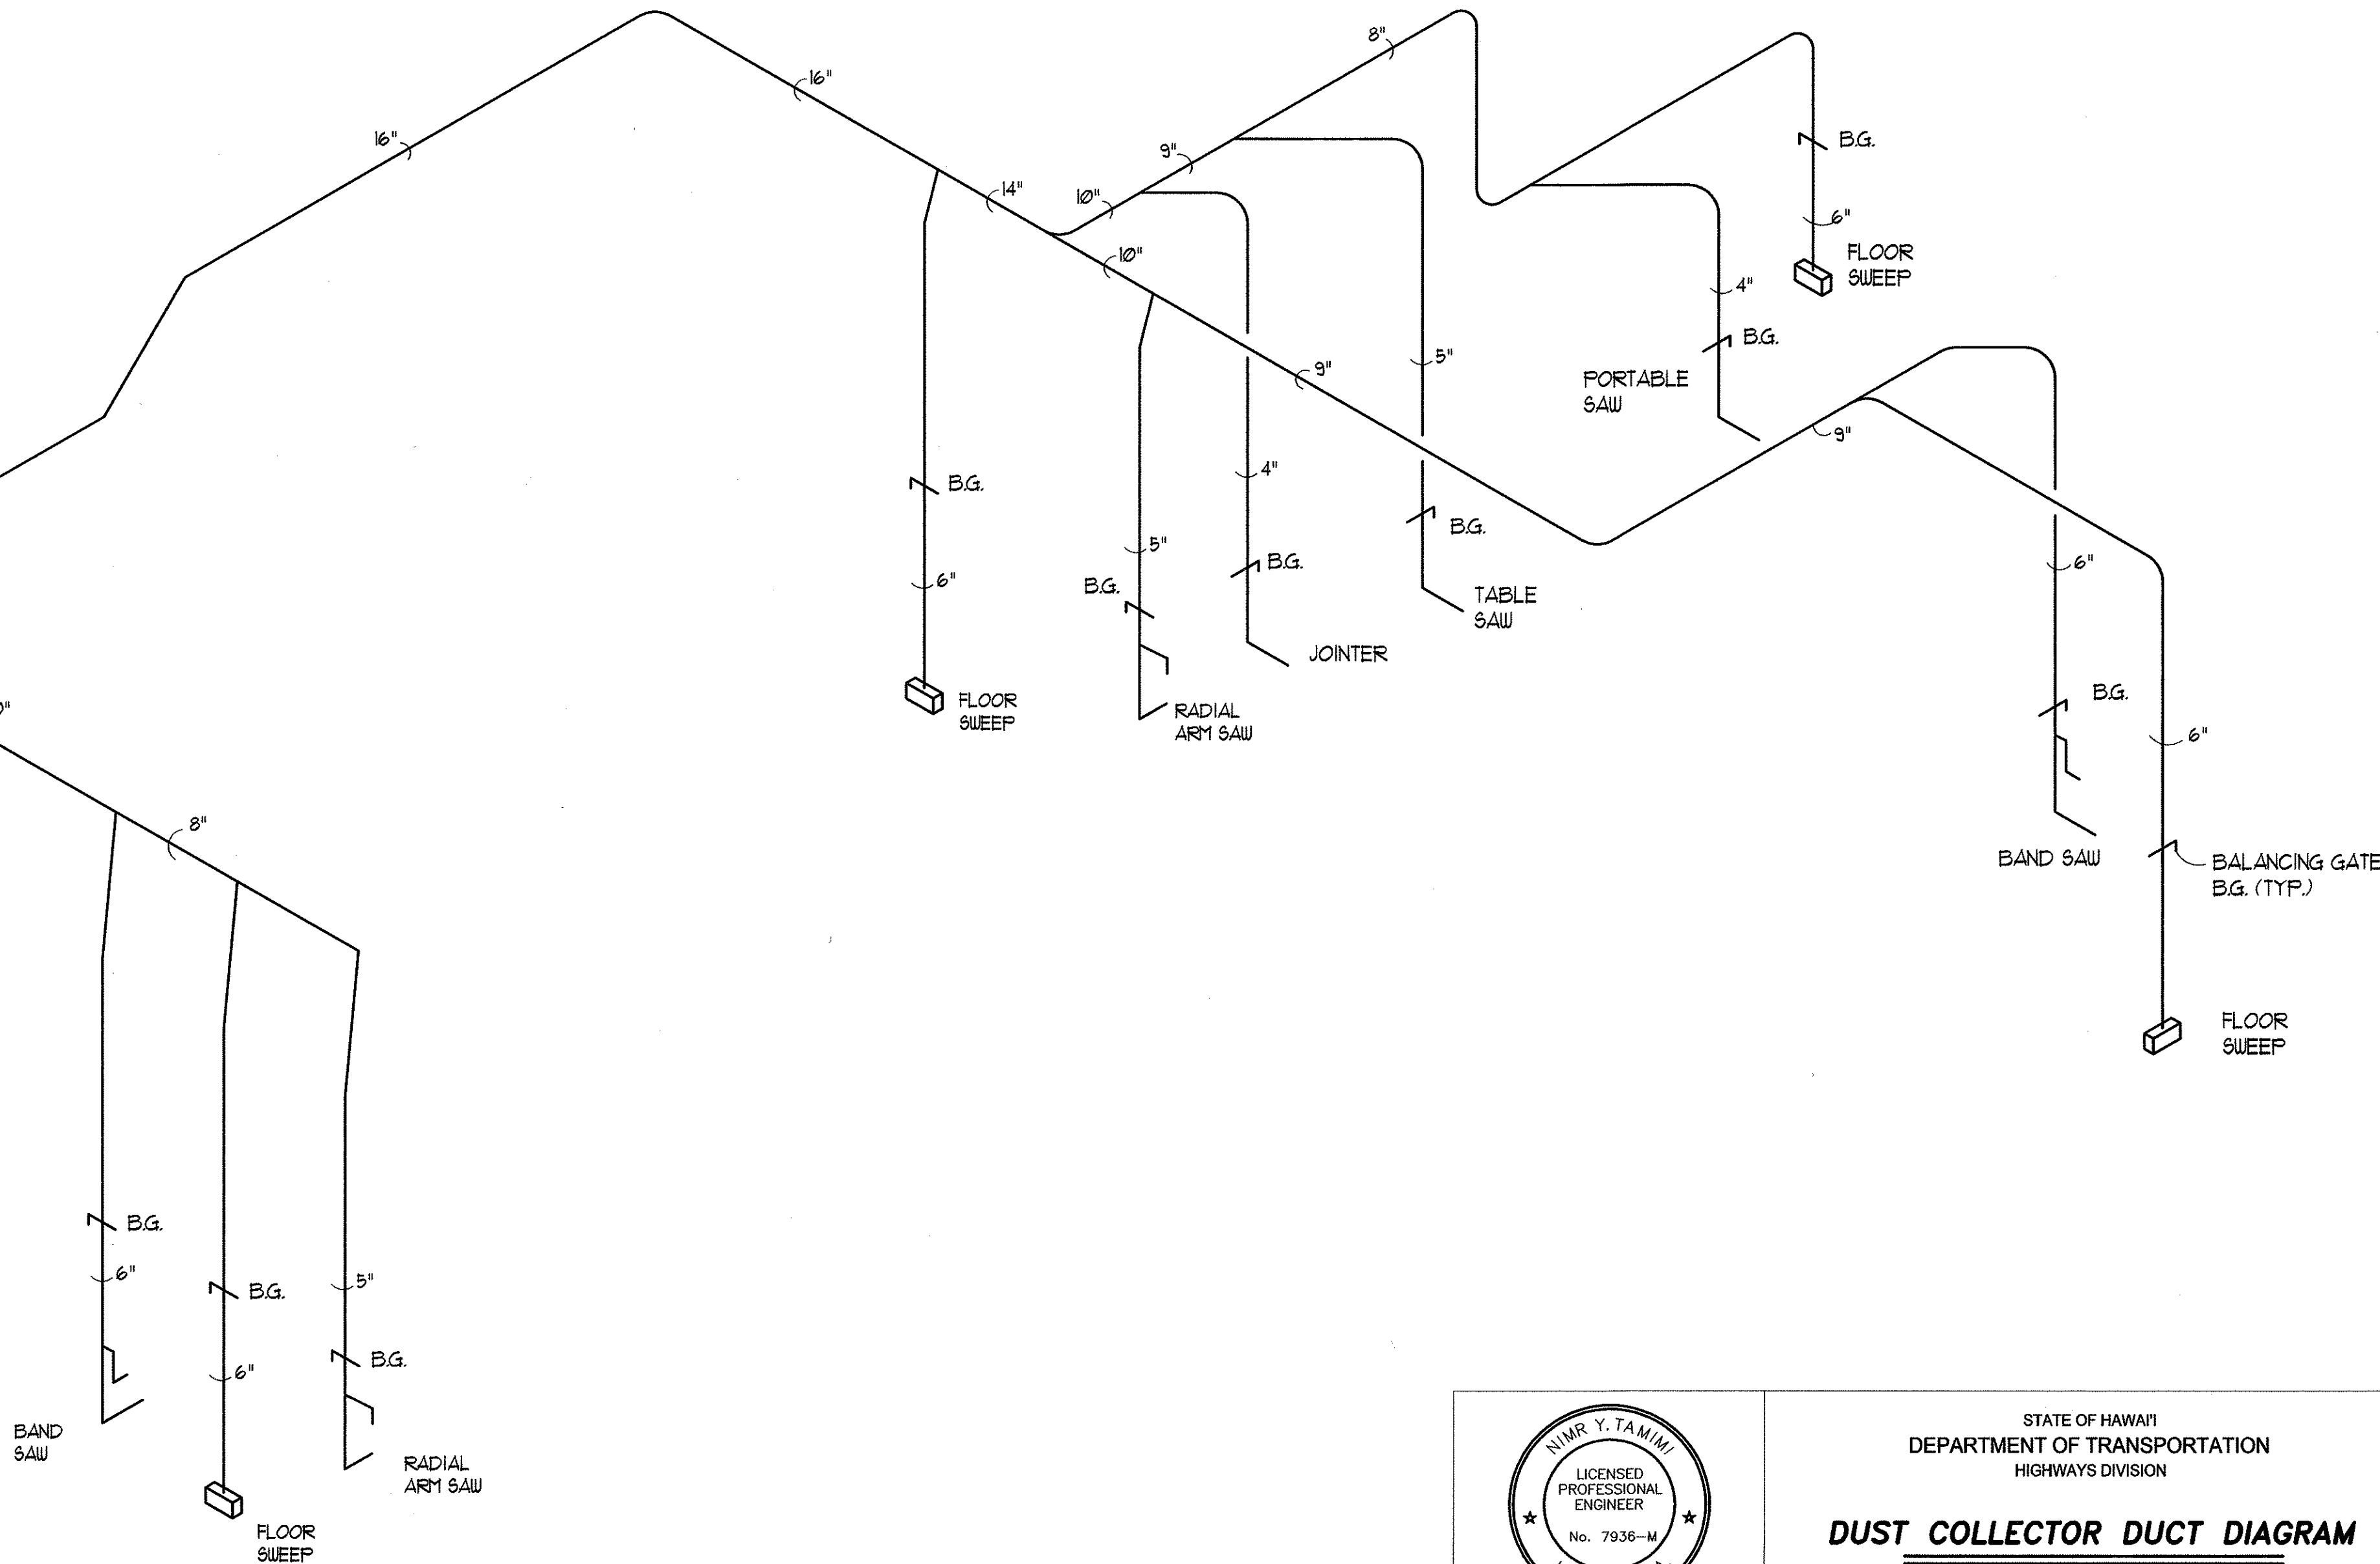 8"
16"
16"
9"
14"
10"
10"
B.G.
6"
FLOOR
SWEEP
4"
B.G.
PORTABLE
SAW
5"
9"
9"
B.G.
6"
4"
B.G.
5"
B.G.
B.G.
6"
TABLE
SAW
JOINTER
FLOOR
SWEEP
RADIAL
ARM SAW
B.G.
6"
BAND SAW
BALANCING GATE
B.G. (TYP.)
FLOOR
SWEEP
8"
B.G.
6"
B.G.
6"
5"
B.G.
BAND
SAW
RADIAL
ARM SAW
FLOOR
SWEEP
NIMR Y. TAMIMI
LICENSED
PROFESSIONAL
ENGINEER
No. 7936-M
STATE OF HAWAI'I
DEPARTMENT OF TRANSPORTATION
HIGHWAYS DIVISION
DUST COLLECTOR DUCT DIAGRAM